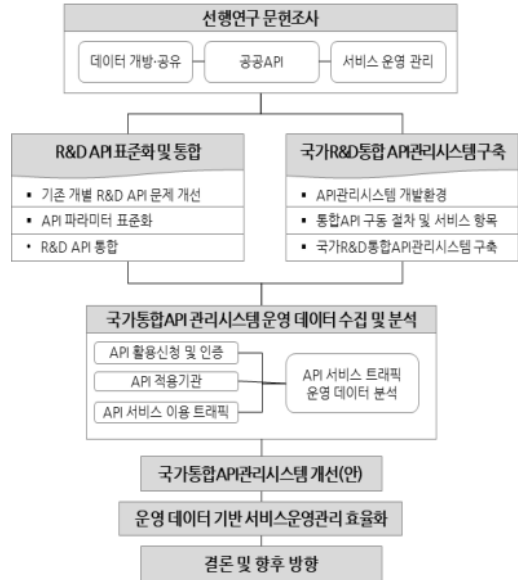 선행연구 문헌조사
데이터 개방·공유
공공API
서비스 운영 관리
R&D API 표준화 및 통합
▪ 기존 개별 R&D API 문제 개선
▪ API 파라미터 표준화
• R&D API 통합
국가R&D통합 API관리시스템구축
▪ API관리시스템 개발환경
▪ 통합API 구동 절차 및 서비스 항목
▪ 국가R&D통합API관리시스템 구축
국가통합API 관리시스템 운영 데이터 수집 및 분석
API 활용신청 및 인증
API 적용기관
API 서비스 이용 트래픽
API 서비스 트래픽
운영 데이터 분석
국가통합API관리시스템 개선(안)
운영 데이터 기반 서비스운영관리 효율화
결론 및 향후 방향